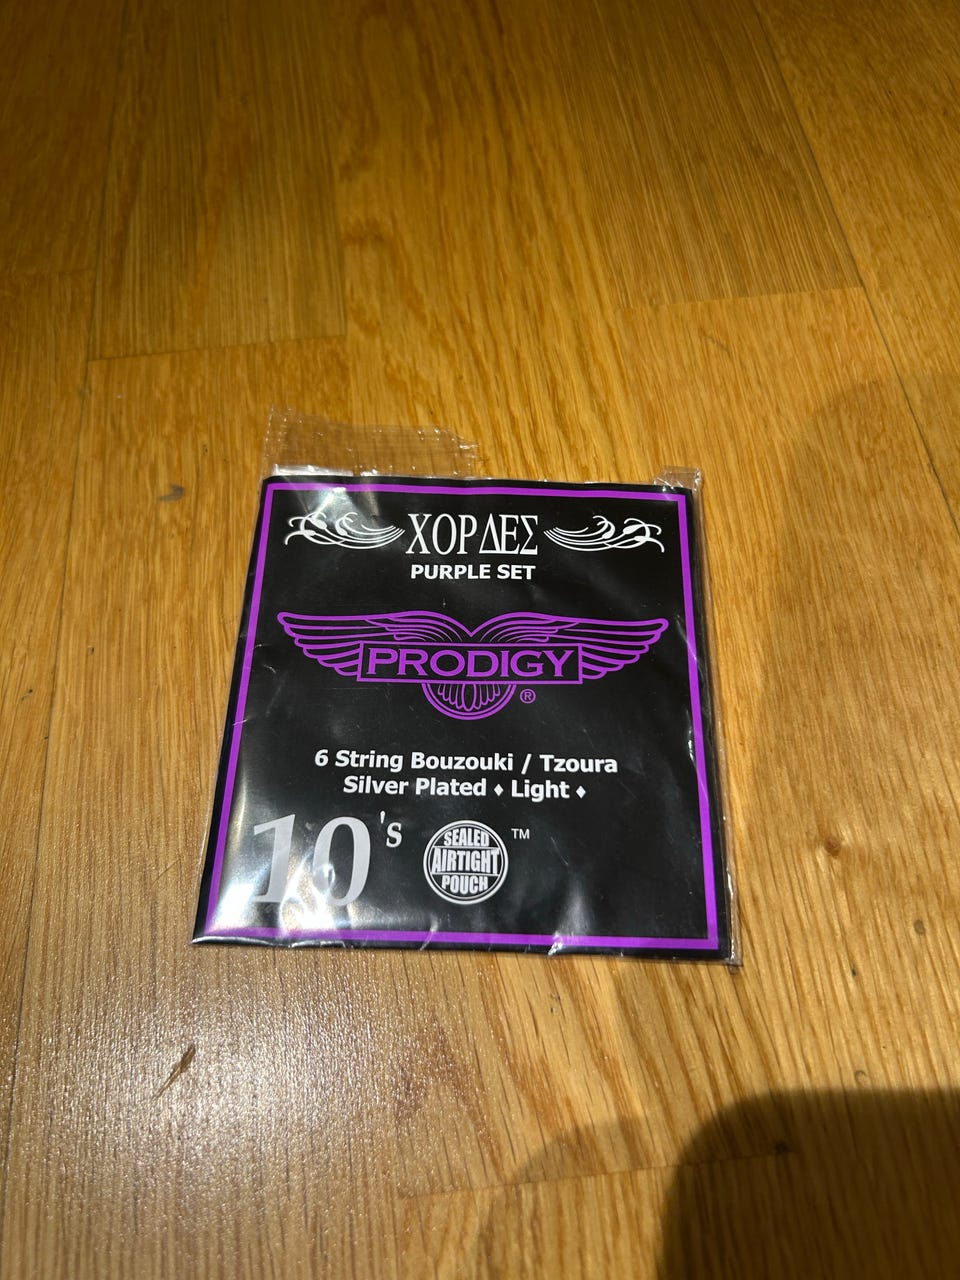 ΧΟΡΔΕΣ
PURPLE SET
PRODIGY
®
6 String Bouzouki / Tzoura
Silver Plated ♦ Light ♦
10's
SEALED
AIRTIGHT
POUCH
™